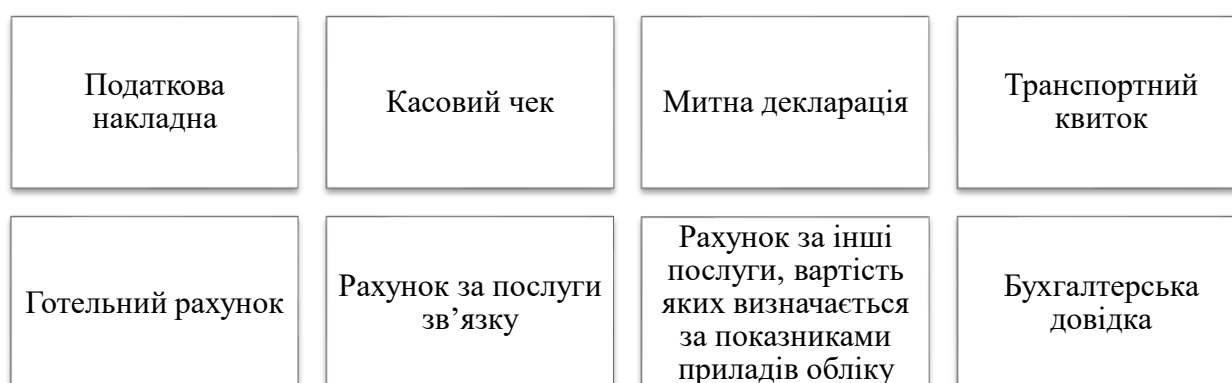 Податкова
накладна
Касовий чек
Митна декларація
Транспортний
квиток
Готельний рахунок
Рахунок за послуги
зв’язку
Рахунок за інші
послуги, вартість
яких визначається
за показниками
приладів обліку
Бухгалтерська
довідка